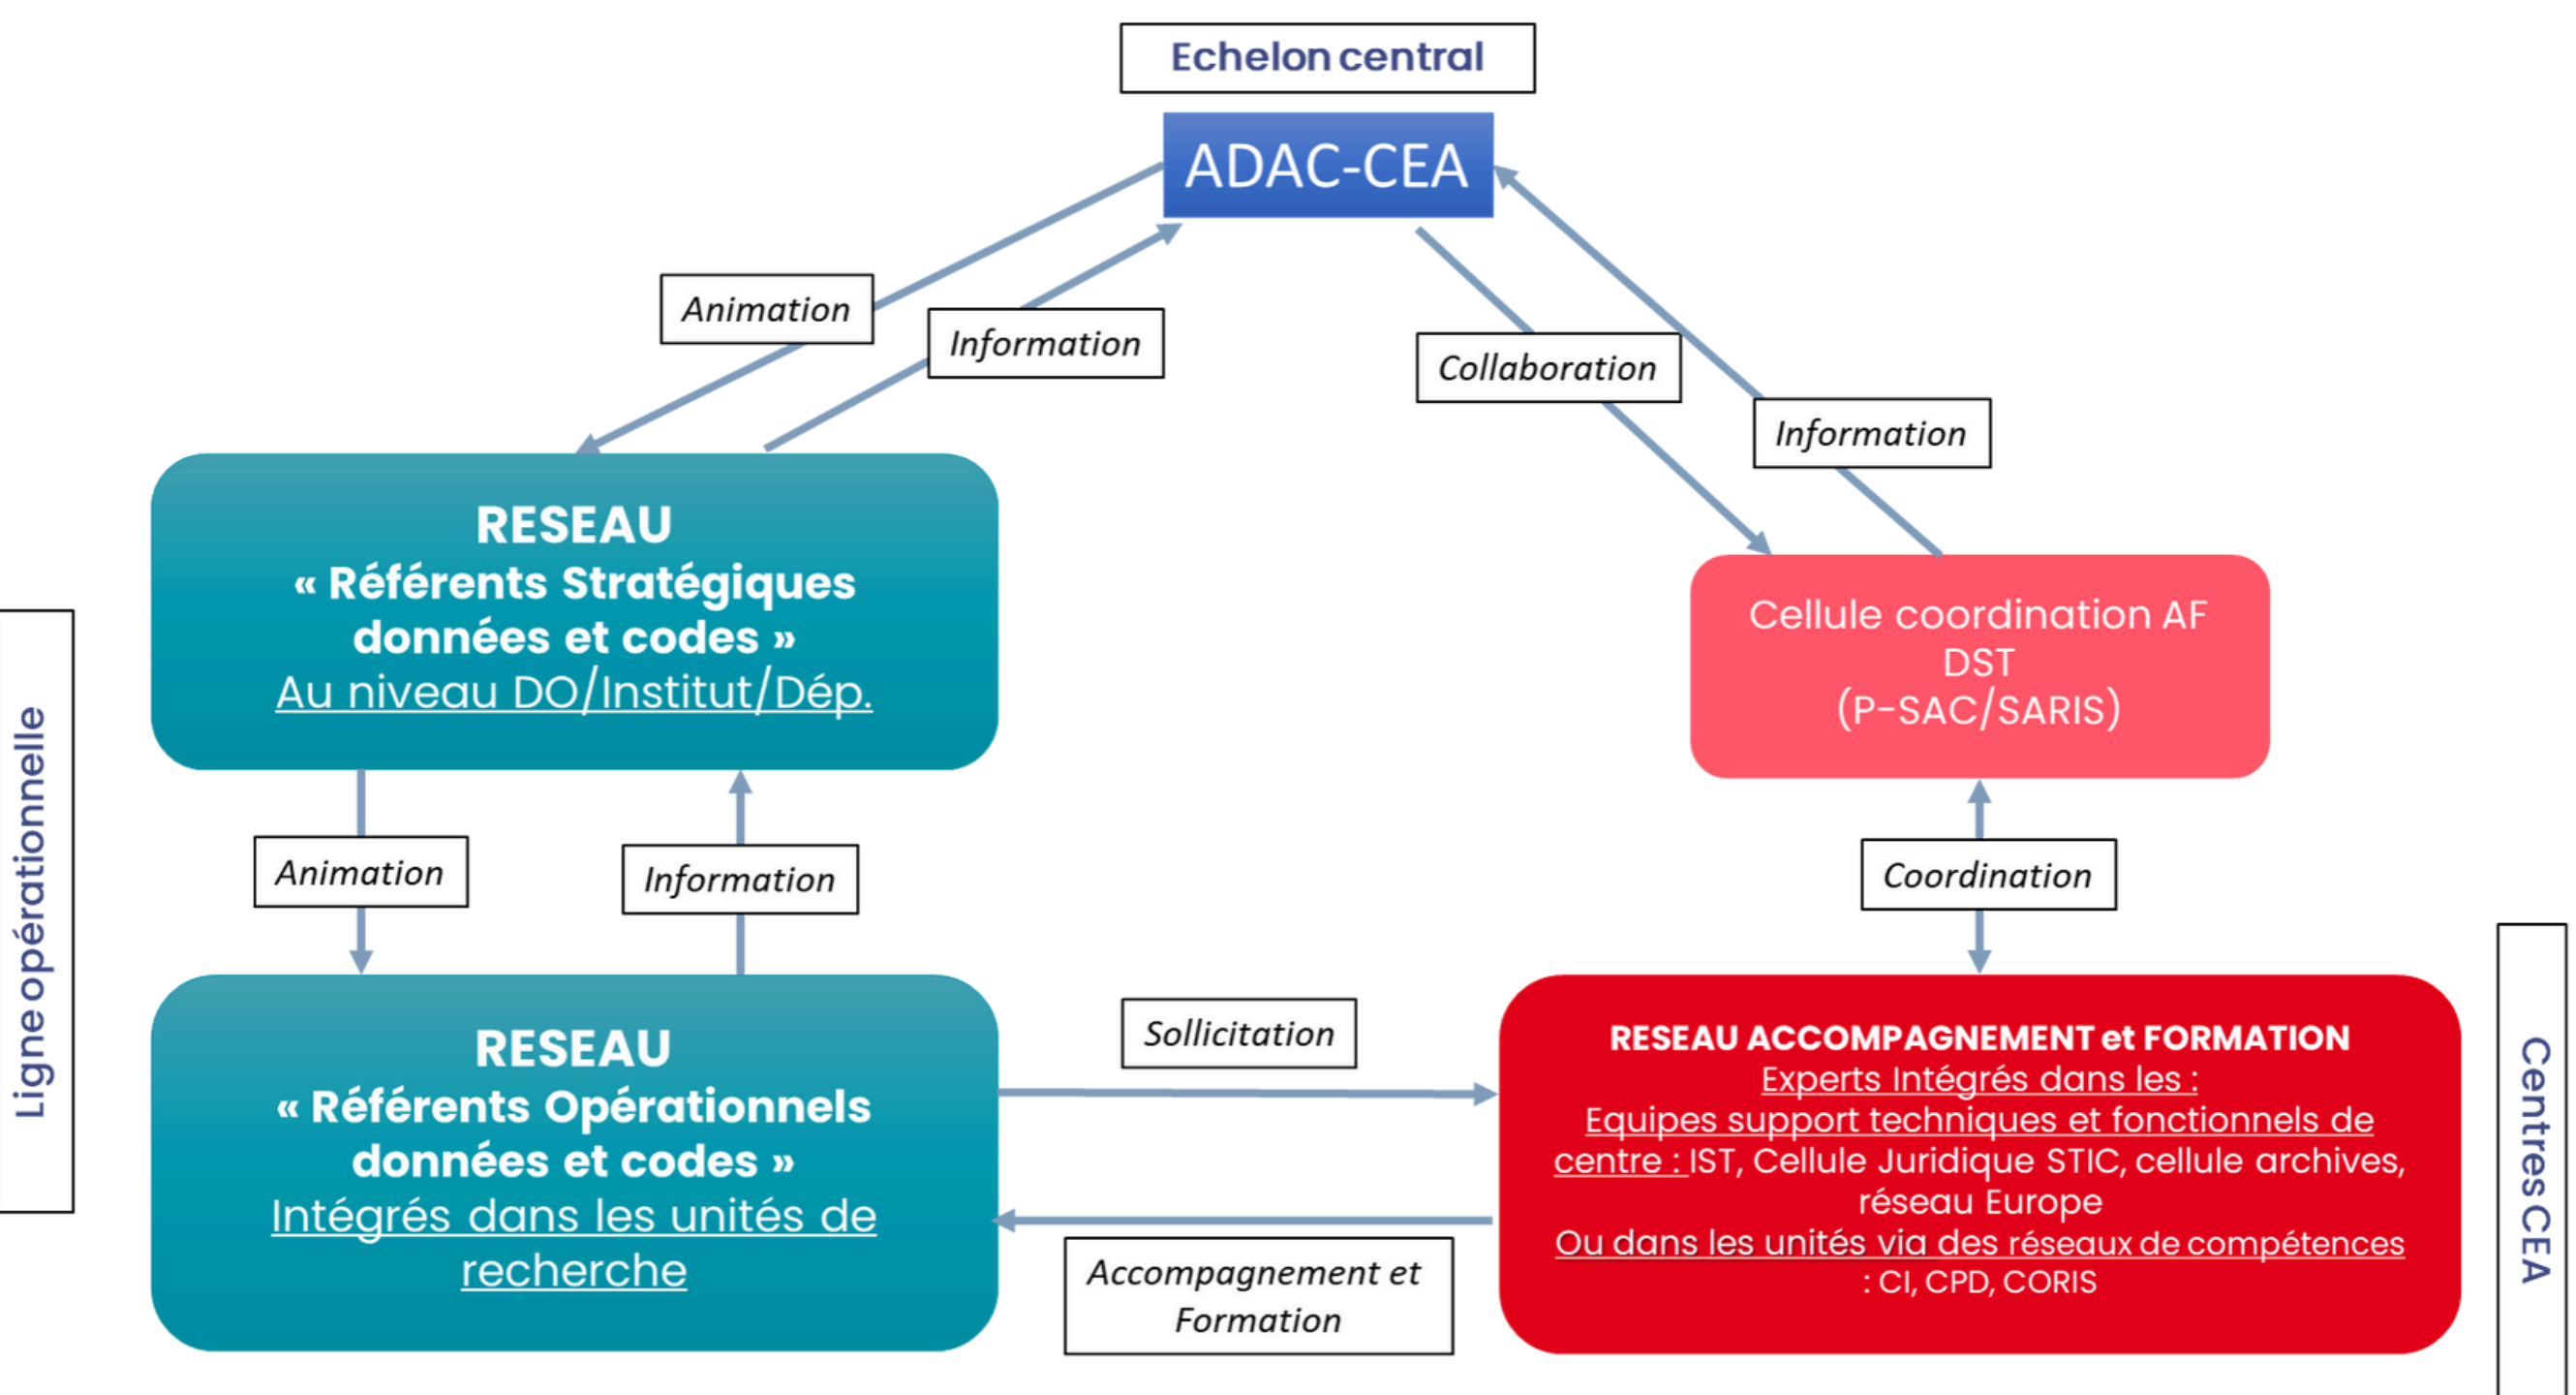 Echelon central
ADAC-CEA
Animation
Information
Collaboration
Information
RESEAU
« Référents Stratégiques
données et codes »
Au niveau DO/Institut/Dép.
Cellule coordination AF
DST
(P-SAC/SARIS)
Ligne opérationnelle
Animation
Information
Coordination
RESEAU
« Référents Opérationnels
données et codes »
Intégrés dans les unités de
recherche
Sollicitation
Accompagnement et
Formation
RESEAU ACCOMPAGNEMENT et FORMATION
Experts Intégrés dans les :
Equipes support techniques et fonctionnels de
centre : IST, Cellule Juridique STIC, cellule archives,
réseau Europe
Ou dans les unités via des réseaux de compétences
: CI, CPD, CORIS
Centres CEA